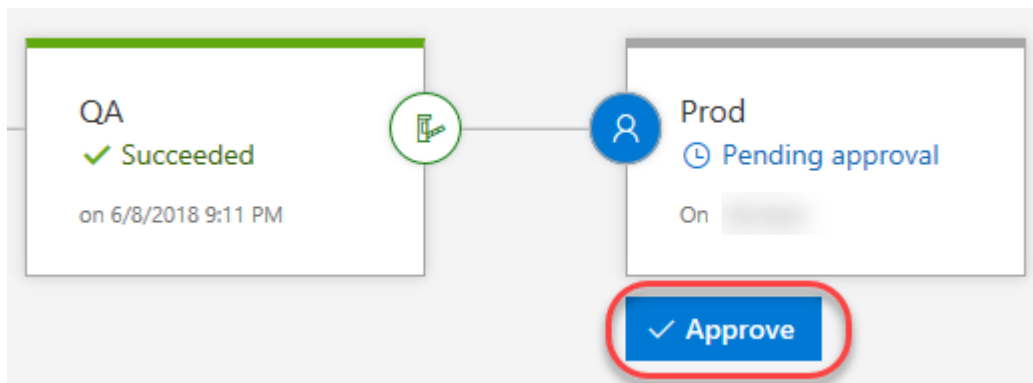 QA
Succeeded
on 6/8/2018 9:11 PM
Prod
Pending approval
On
Approve